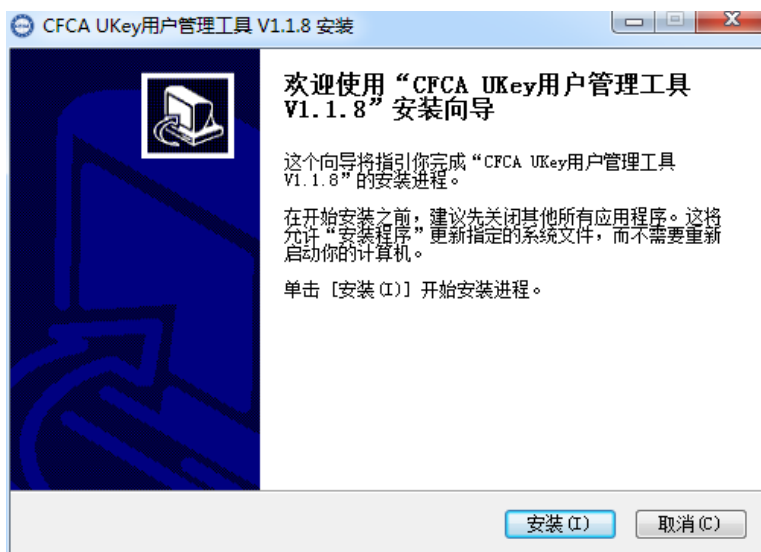 CFCA UKey用户管理工具 V1.1.8 安装
欢迎使用“CFCA UKey用户管理工具
V1.1.8”安装向导
这个向导将指引你完成“CFCA UKey用户管理工具
V1.1.8”的安装进程。
在开始安装之前，建议先关闭其他所有应用程序。这将
允许“安装程序”更新指定的系统文件，而不需要重新
启动你的计算机。
单击 [安装(I)] 开始安装进程。
安装(I)
取消(C)